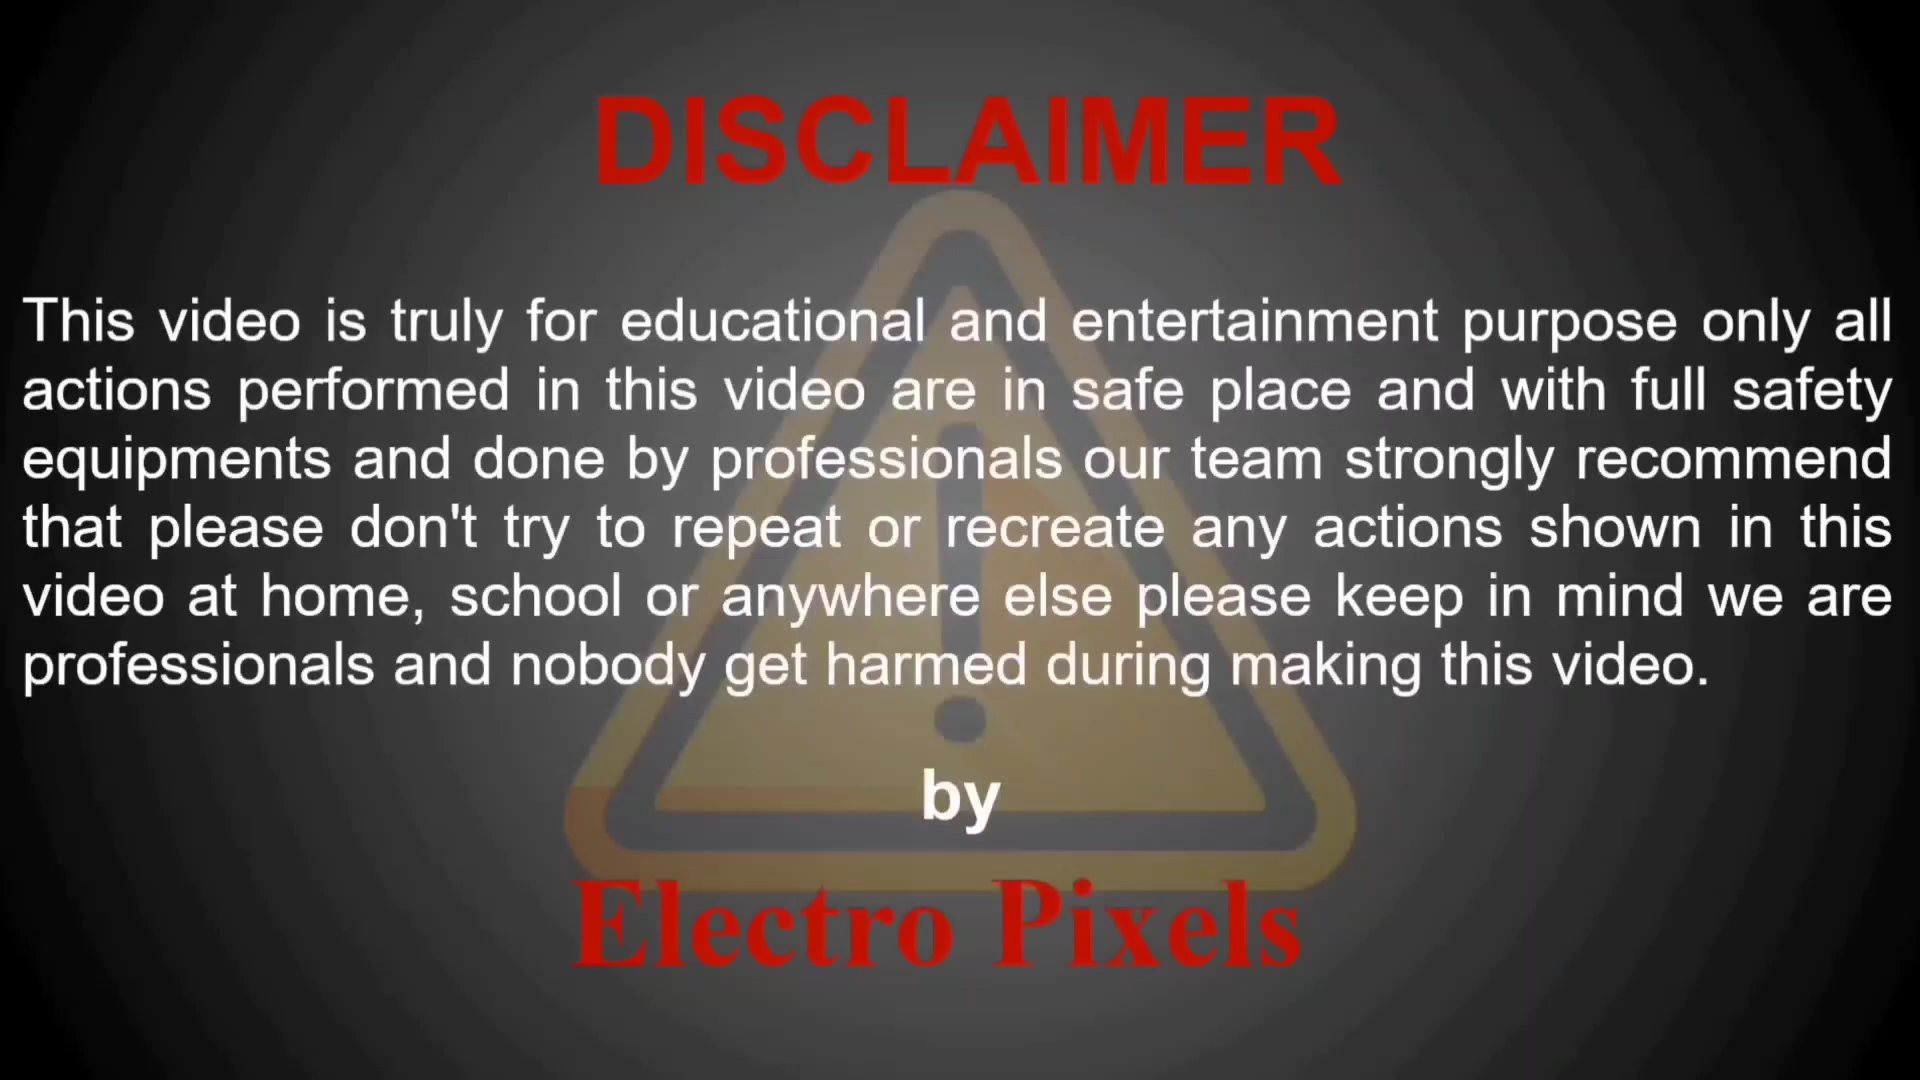 DISCLAIMER
This video is truly for educational and entertainment purpose only all
actions performed in this video are in safe place and with full safety
equipments and done by professionals our team strongly recommend
that please don't try to repeat or recreate any actions shown in this
video at home, school or anywhere else please keep in mind we are
professionals and nobody get harmed during making this video.
by
Electro Pixels